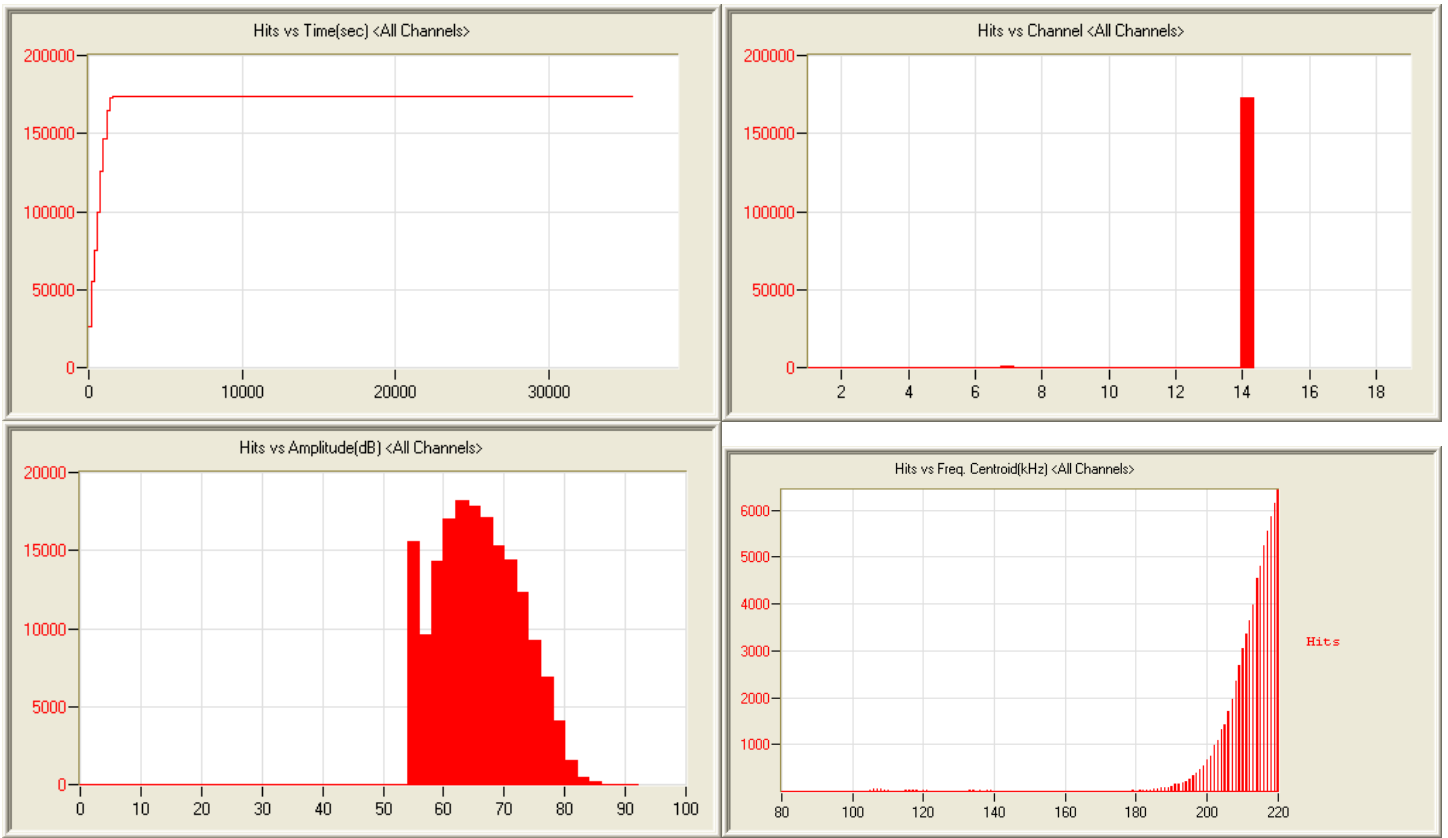 Hits vs Time(sec) <All Channels>
200000
150000
100000
50000
0
0 10000 20000 30000
Hits vs Channel <All Channels>
200000
150000
100000
50000
0
2 4 6 8 10 12 14 16 18
Hits vs Amplitude(dB) <All Channels>
20000
15000
10000
5000
0
0 10 20 30 40 50 60 70 80 90 100
Hits vs Freq. Centroid(kHz) <All Channels>
6000
5000
4000
3000
2000
1000
80 100 120 140 160 180 200 220
Hits